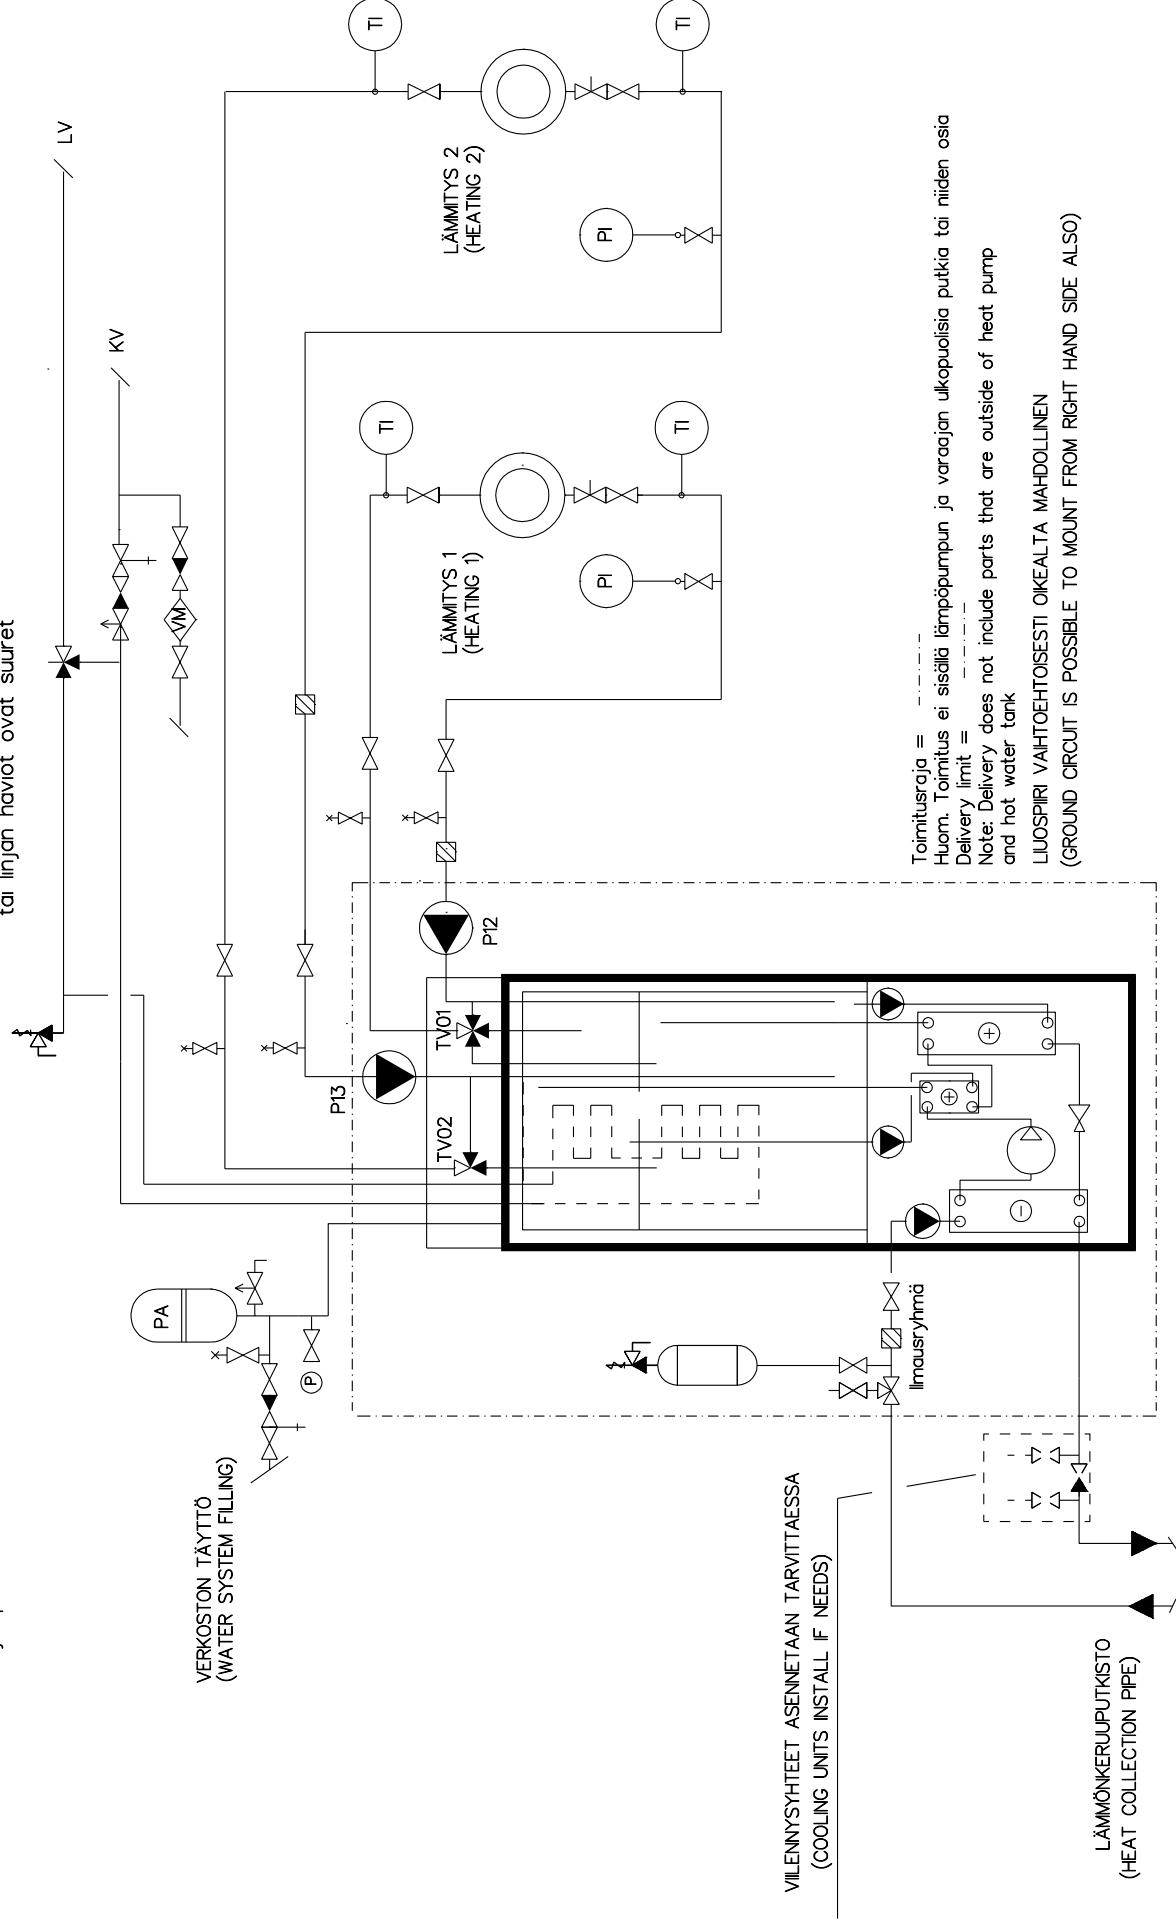 tai linjan häviöt ovat suuret
LV
KV
VM
TI
TI
LÄMMITYS 2
(HEATING 2)
PI
TI
TI
LÄMMITYS 1
(HEATING 1)
PI
P12
P13
TV01
TV02
PA
P
VERKOSTON TÄYTTÖ
(WATER SYSTEM FILLING)
Ilmausryhmä
Toimitusraja =
Huom. Toimitus ei sisällä lämpöpumpun ja varaajan ulkopuolisia putkia tai niiden osia
Delivery limit =
Note: Delivery does not include parts that are outside of heat pump
and hot water tank
LIUOSPIIRI VAIHTOEHTOISESTI OIKEALTA MAHDOLLINEN
(GROUND CIRCUIT IS POSSIBLE TO MOUNT FROM RIGHT HAND SIDE ALSO)
VIILENNYSYHTEET ASENNETAAN TARVITTAESSA
(COOLING UNITS INSTALL IF NEEDS)
LÄMMÖNKERUUPUTKISTO
(HEAT COLLECTION PIPE)